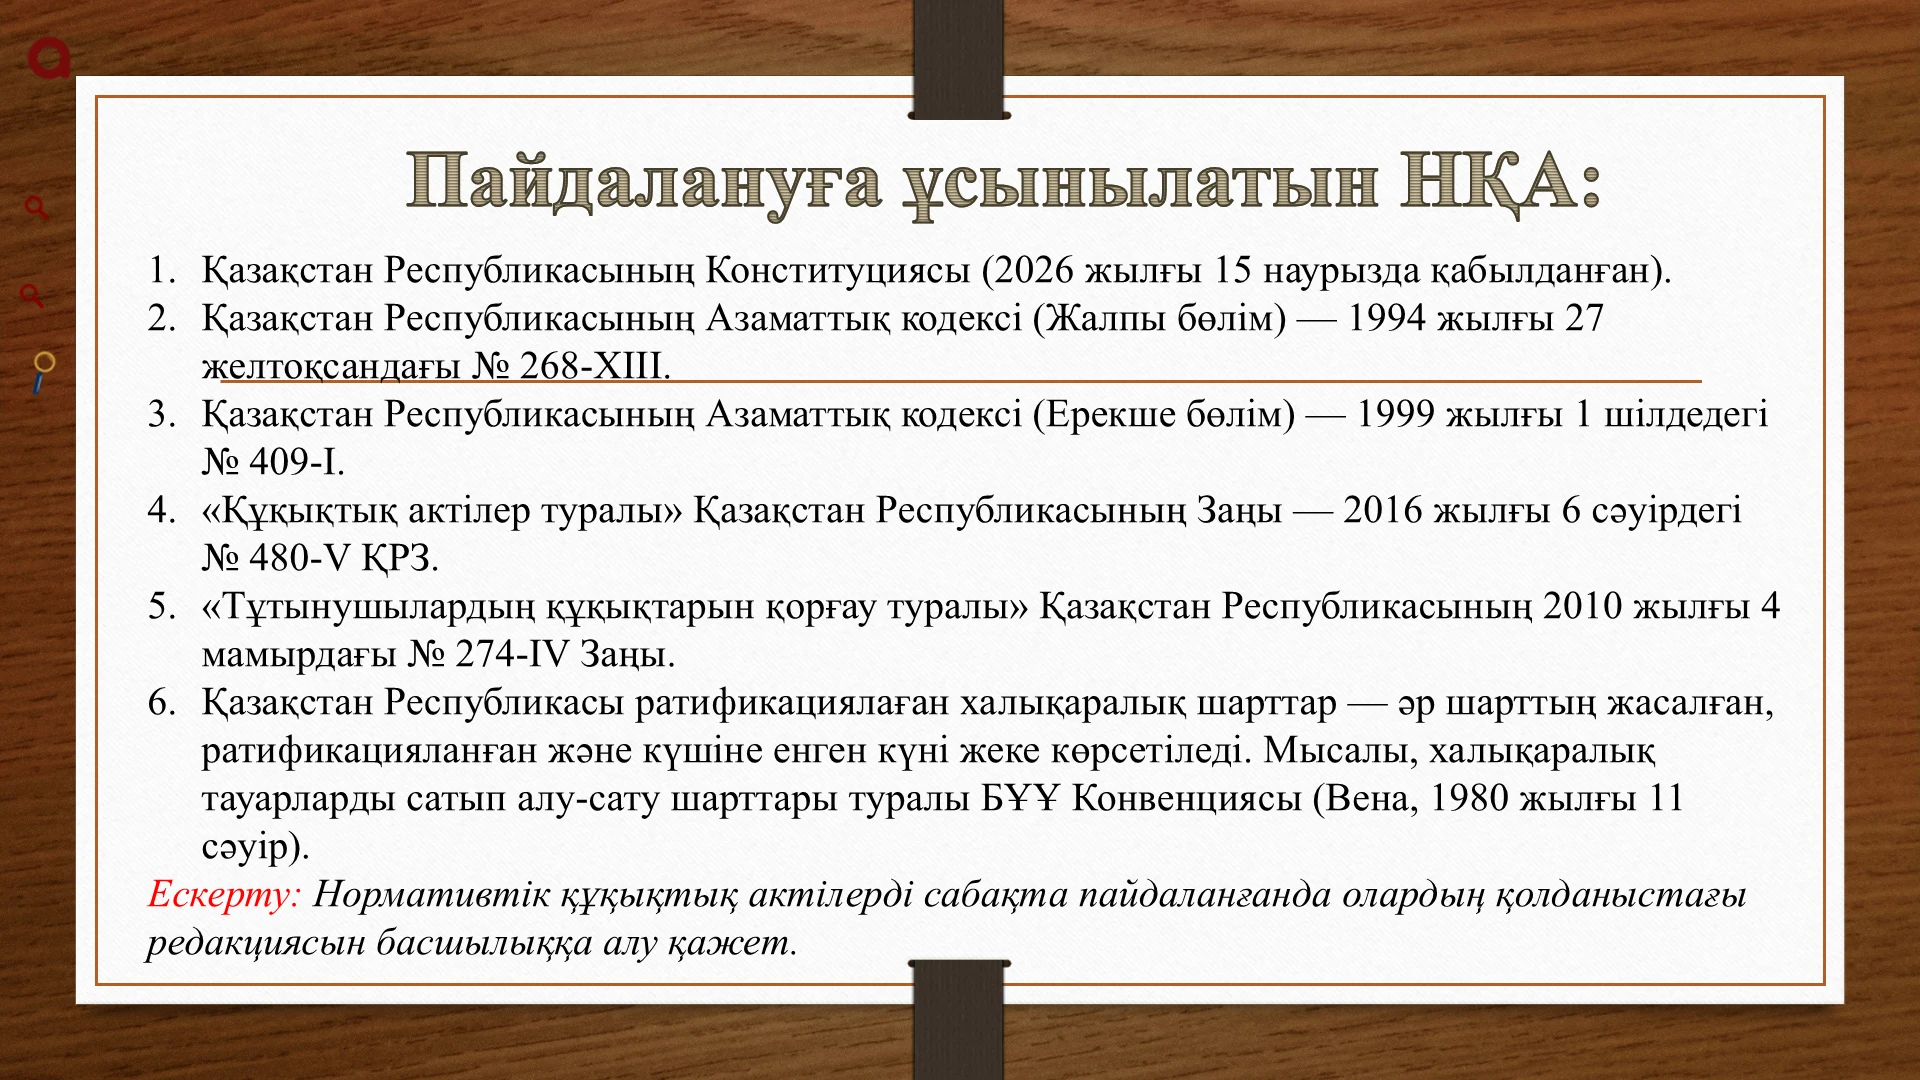 Пайдалануға ұсынылатын НҚА:
1. Қазақстан Республикасының Конституциясы (2026 жылғы 15 наурызда қабылданған).
2. Қазақстан Республикасының Азаматтық кодексі (Жалпы бөлім) — 1994 жылғы 27
желтоқсандағы № 268-XIII.
3. Қазақстан Республикасының Азаматтық кодексі (Ерекше бөлім) — 1999 жылғы 1 шілдедегі
№ 409-I.
4. «Құқықтық актілер туралы» Қазақстан Республикасының Заңы — 2016 жылғы 6 сәуірдегі
№ 480-V ҚРЗ.
5. «Тұтынушылардың құқықтарын қорғау туралы» Қазақстан Республикасының 2010 жылғы 4
мамырдағы № 274-IV Заңы.
6. Қазақстан Республикасы ратификациялаған халықаралық шарттар — әр шарттың жасалған,
ратификацияланған және күшіне енген күні жеке көрсетіледі. Мысалы, халықаралық
тауарларды сатып алу-сату шарттары туралы БҰҰ Конвенциясы (Вена, 1980 жылғы 11
сәуір).
Ескерту: Нормативтік құқықтық актілерді сабақта пайдаланғанда олардың қолданыстағы
редакциясын басшылыққа алу қажет.